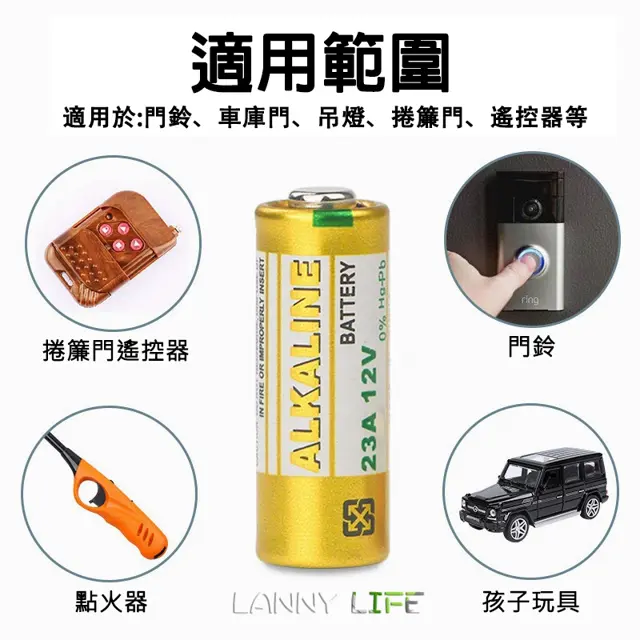 適用範圍
適用於:門鈴、車庫門、吊燈、捲簾門、遙控器等
捲簾門遙控器
ring
門鈴
IN FIRE OR IMPROPERLY INSERT
ALKALINE
BATTERY
0% Ha-Pb
23A 12V
點火器
LANNY LIFE
孩子玩具